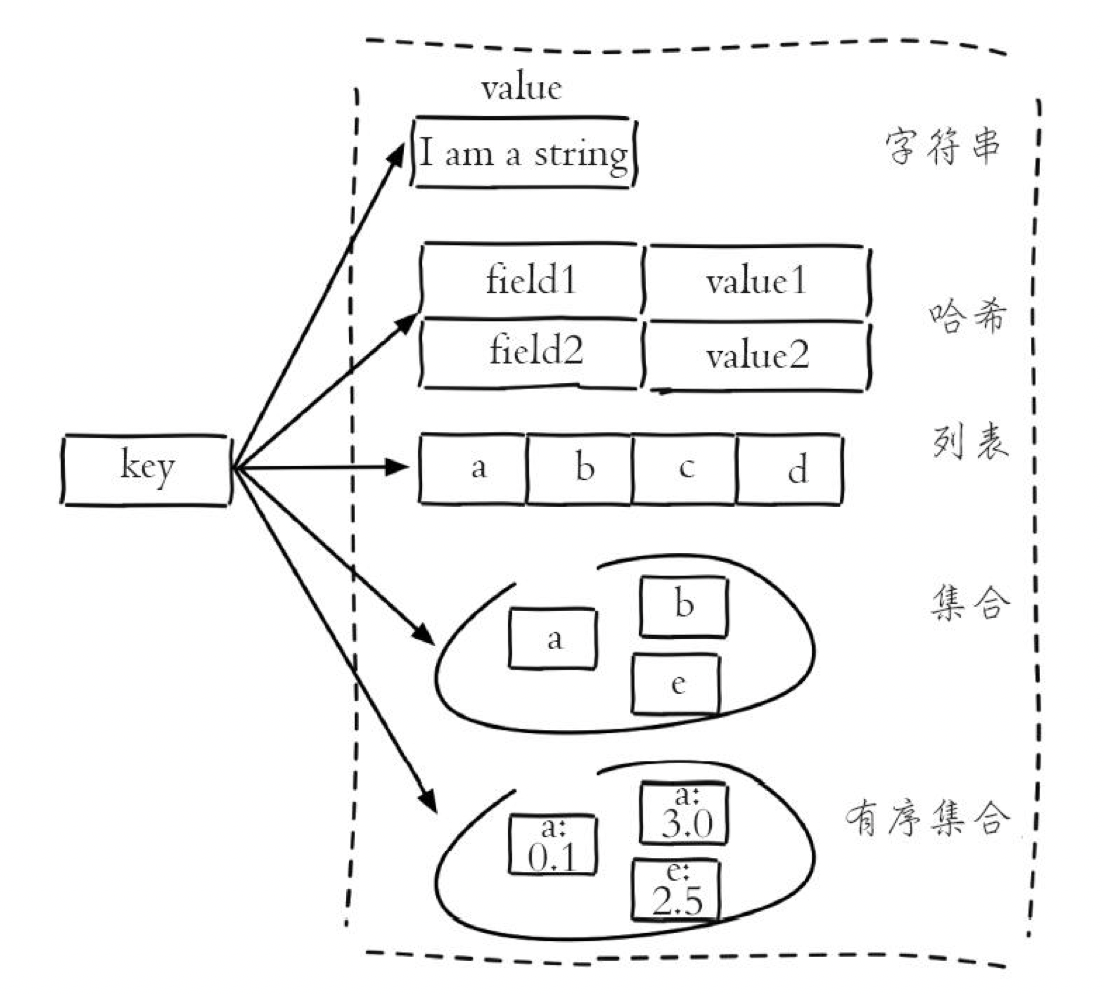 value
I am a string
字符串
field1 value1
field2 value2
哈希
key
a b c d
列表
a
b
e
集合
a:
0.1
a:
3.0
e:
2.5
有序集合